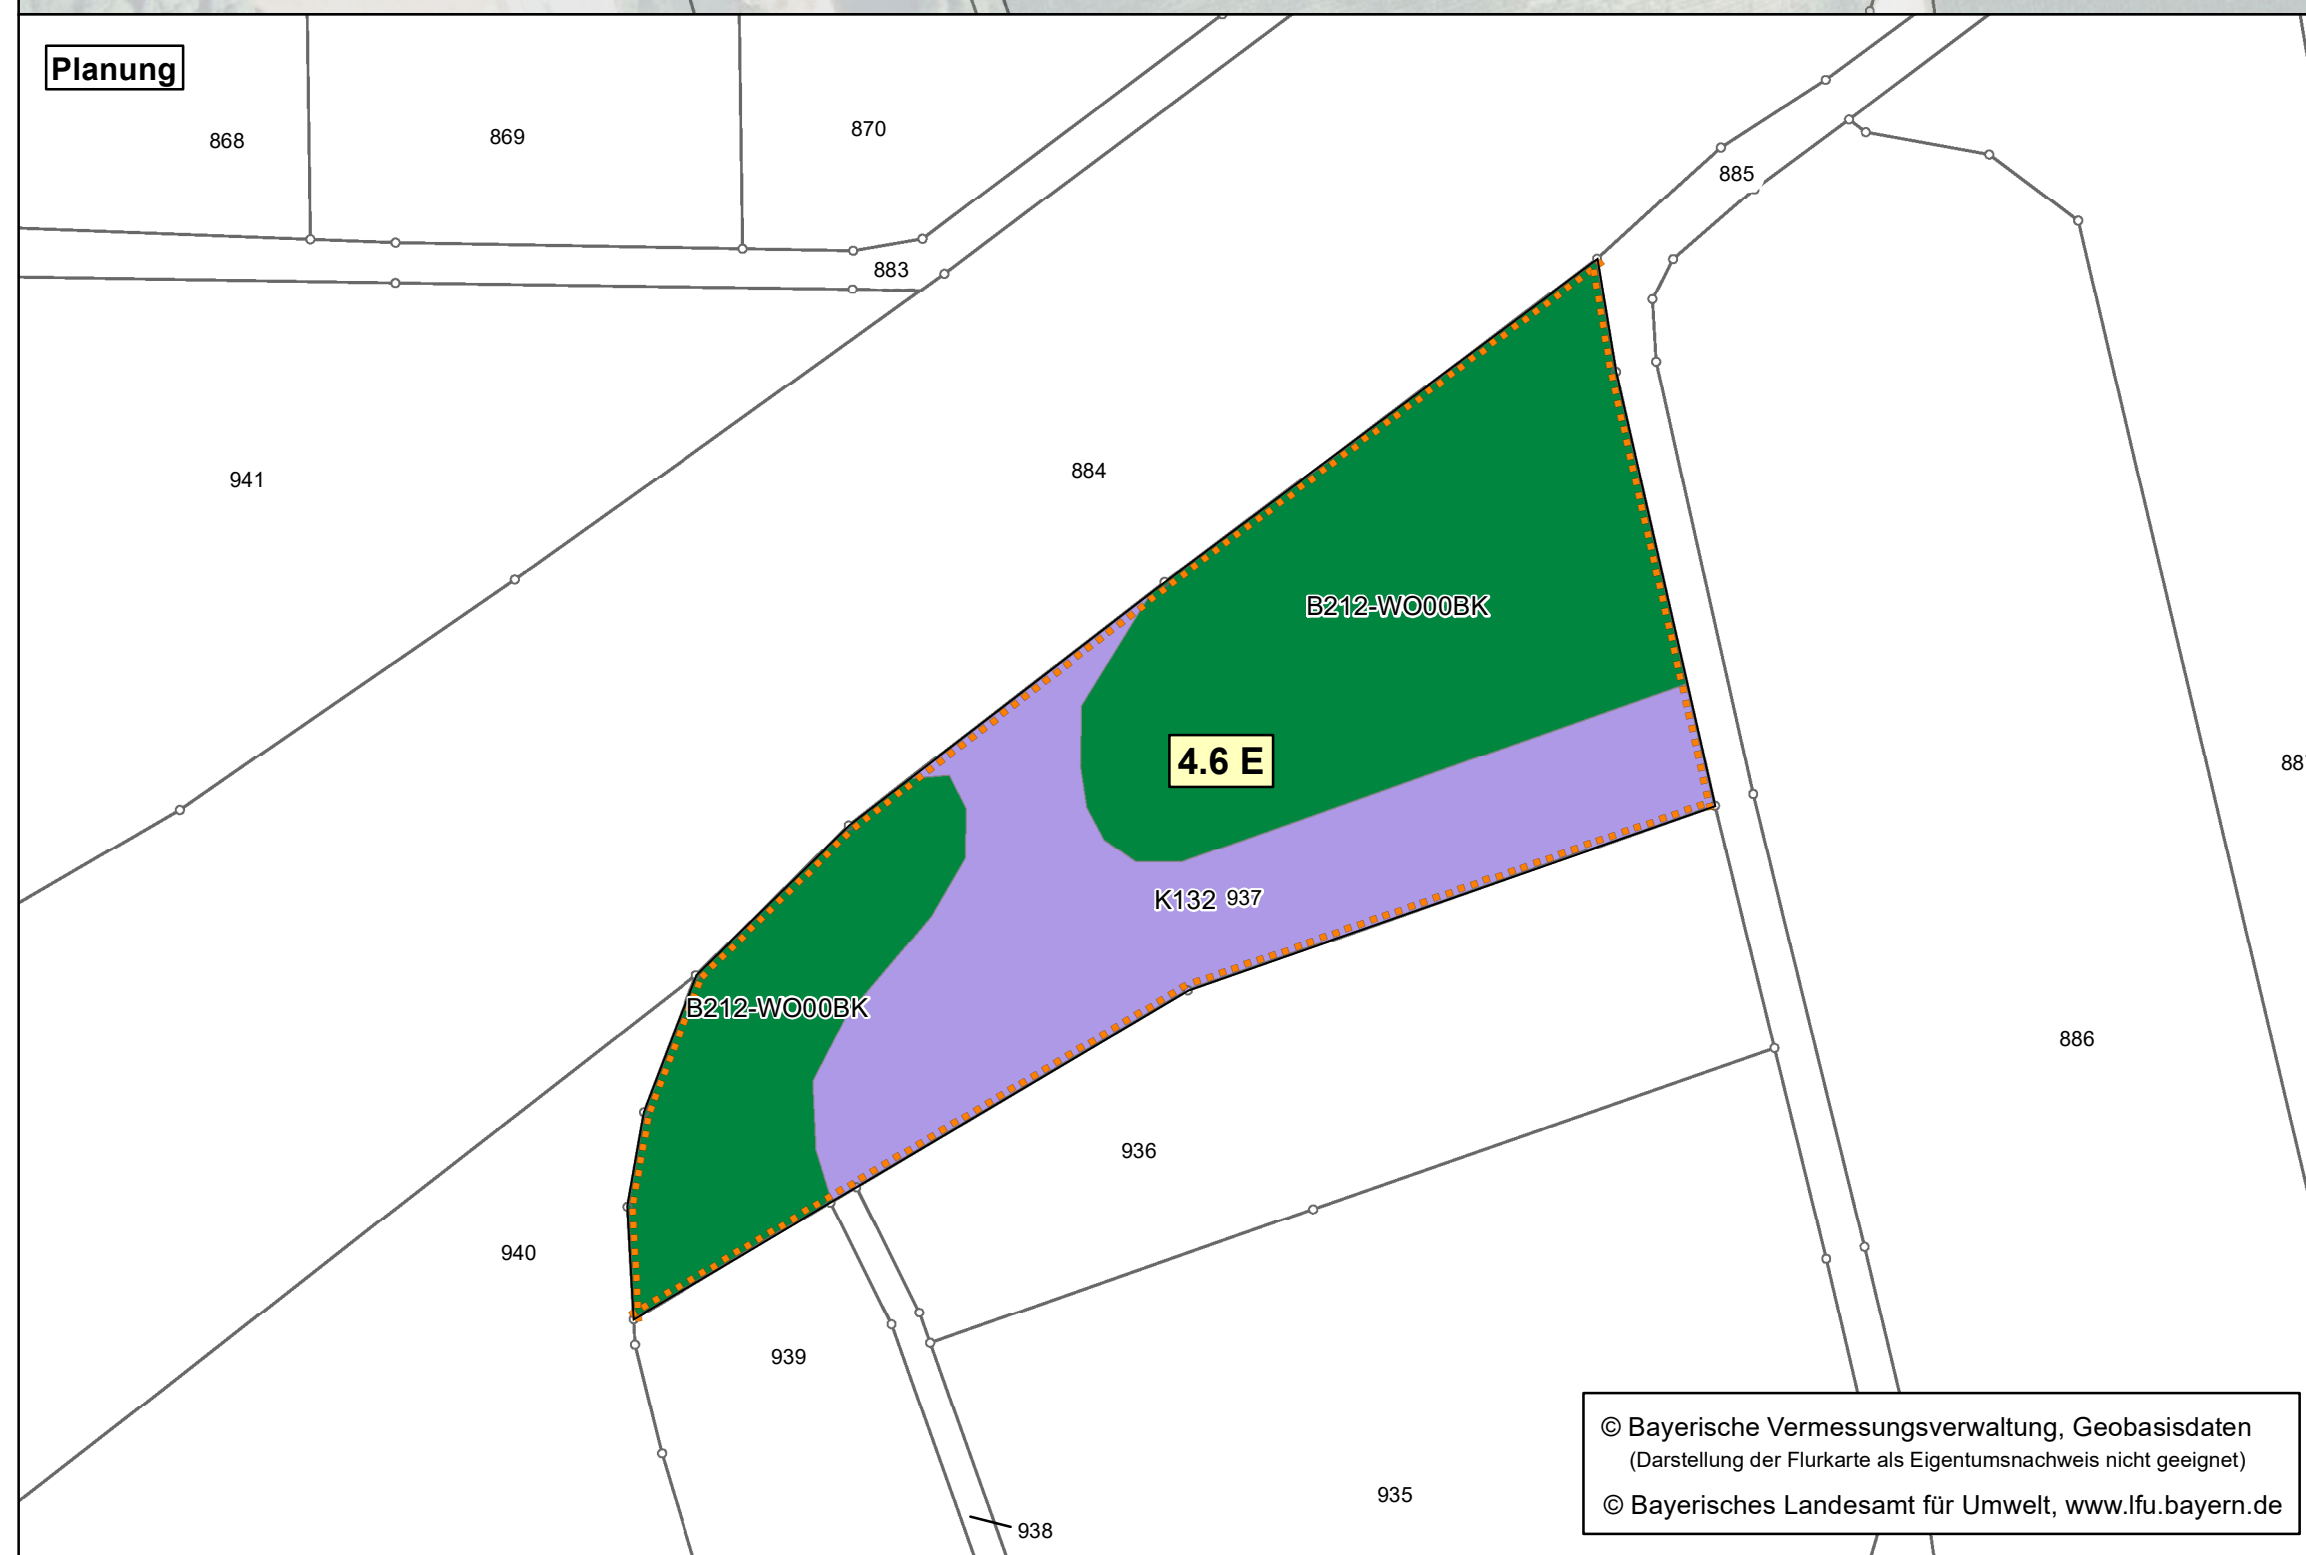 Planung
868
869
870
885
883
941
884
B212-WO00BK
4.6 E
K132 937
B212-WO00BK
886
936
940
939
935
938
© Bayerische Vermessungsverwaltung, Geobasisdaten
(Darstellung der Flurkarte als Eigentumsnachweis nicht geeignet)
© Bayerisches Landesamt für Umwelt, www.lfu.bayern.de